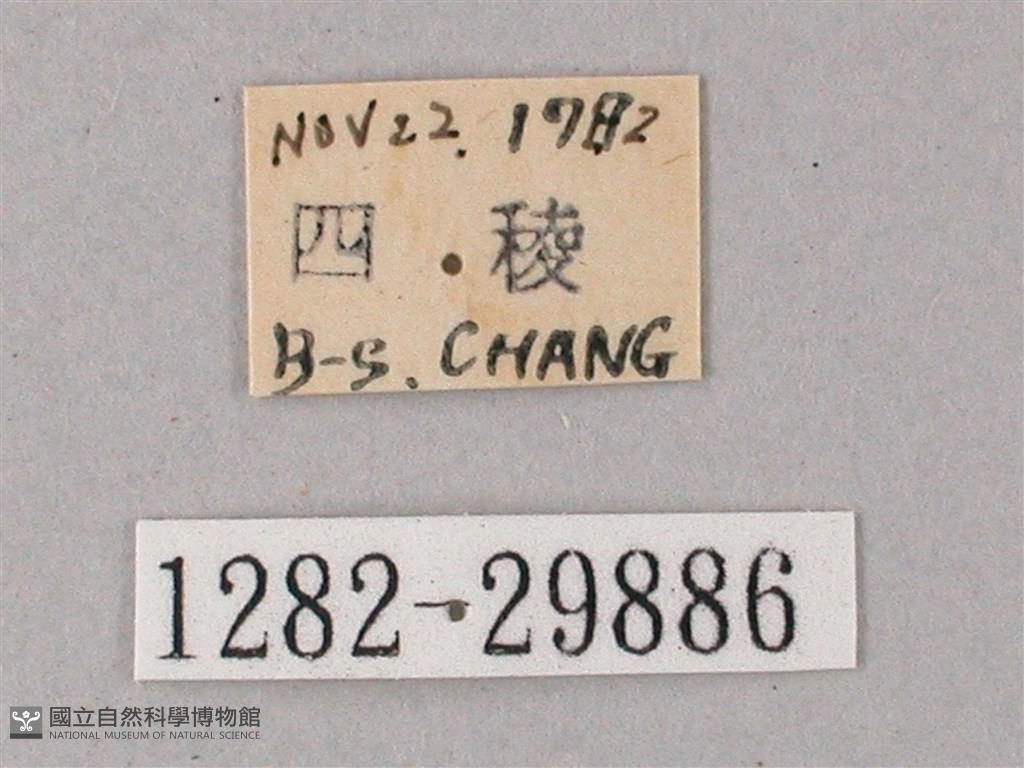 NOV 22. 1982
四稜
B-S. CHANG
1282-29886
國立自然科學博物館
NATIONAL MUSEUM OF NATURAL SCIENCE